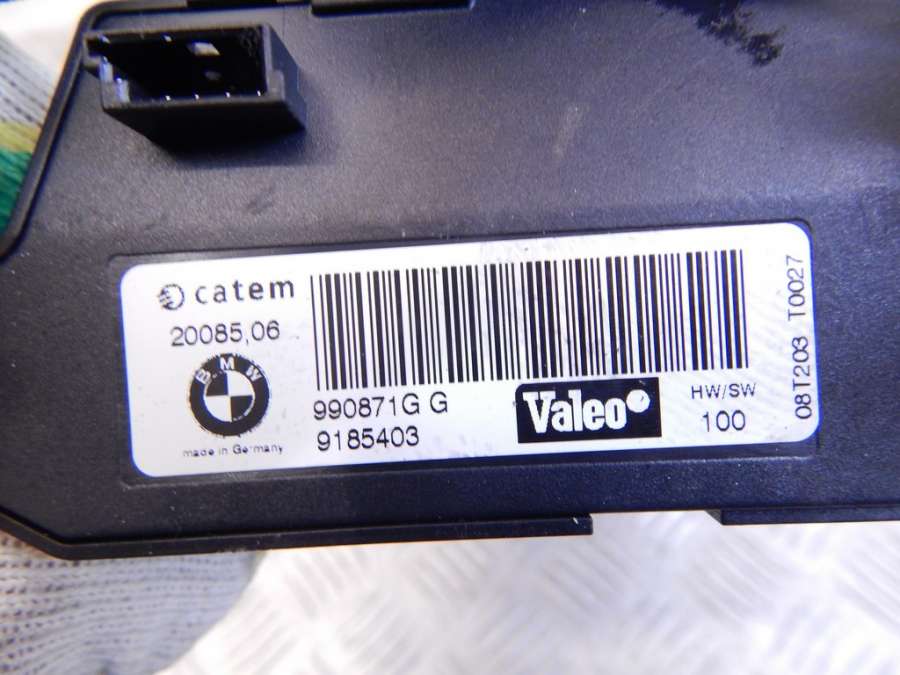 catem
20085,06
BMW
made in Germany
990871G G
9185403
Valeo
HW/SW
100
08T203 T0027